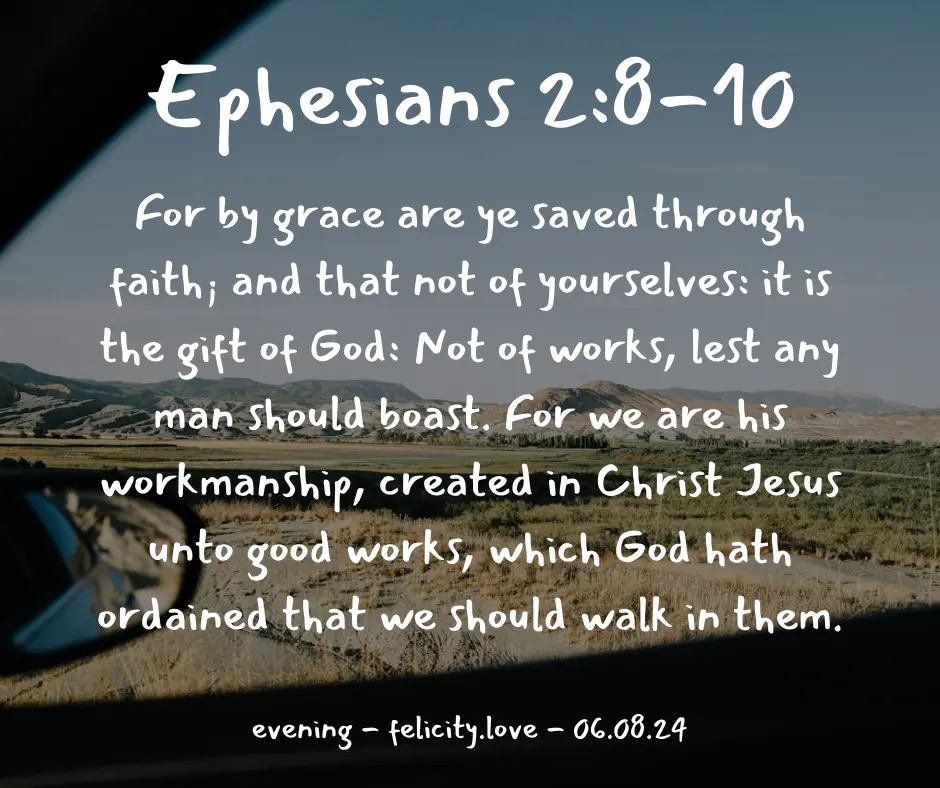 Ephesians 2:8-10
For by grace are ye saved through
faith; and that not of yourselves: it is
the gift of God: Not of works, lest any
man should boast. For we are his
workmanship, created in Christ Jesus
unto good works, which God hath
ordained that we should walk in them.
evening - felicity.love - 06.08.24